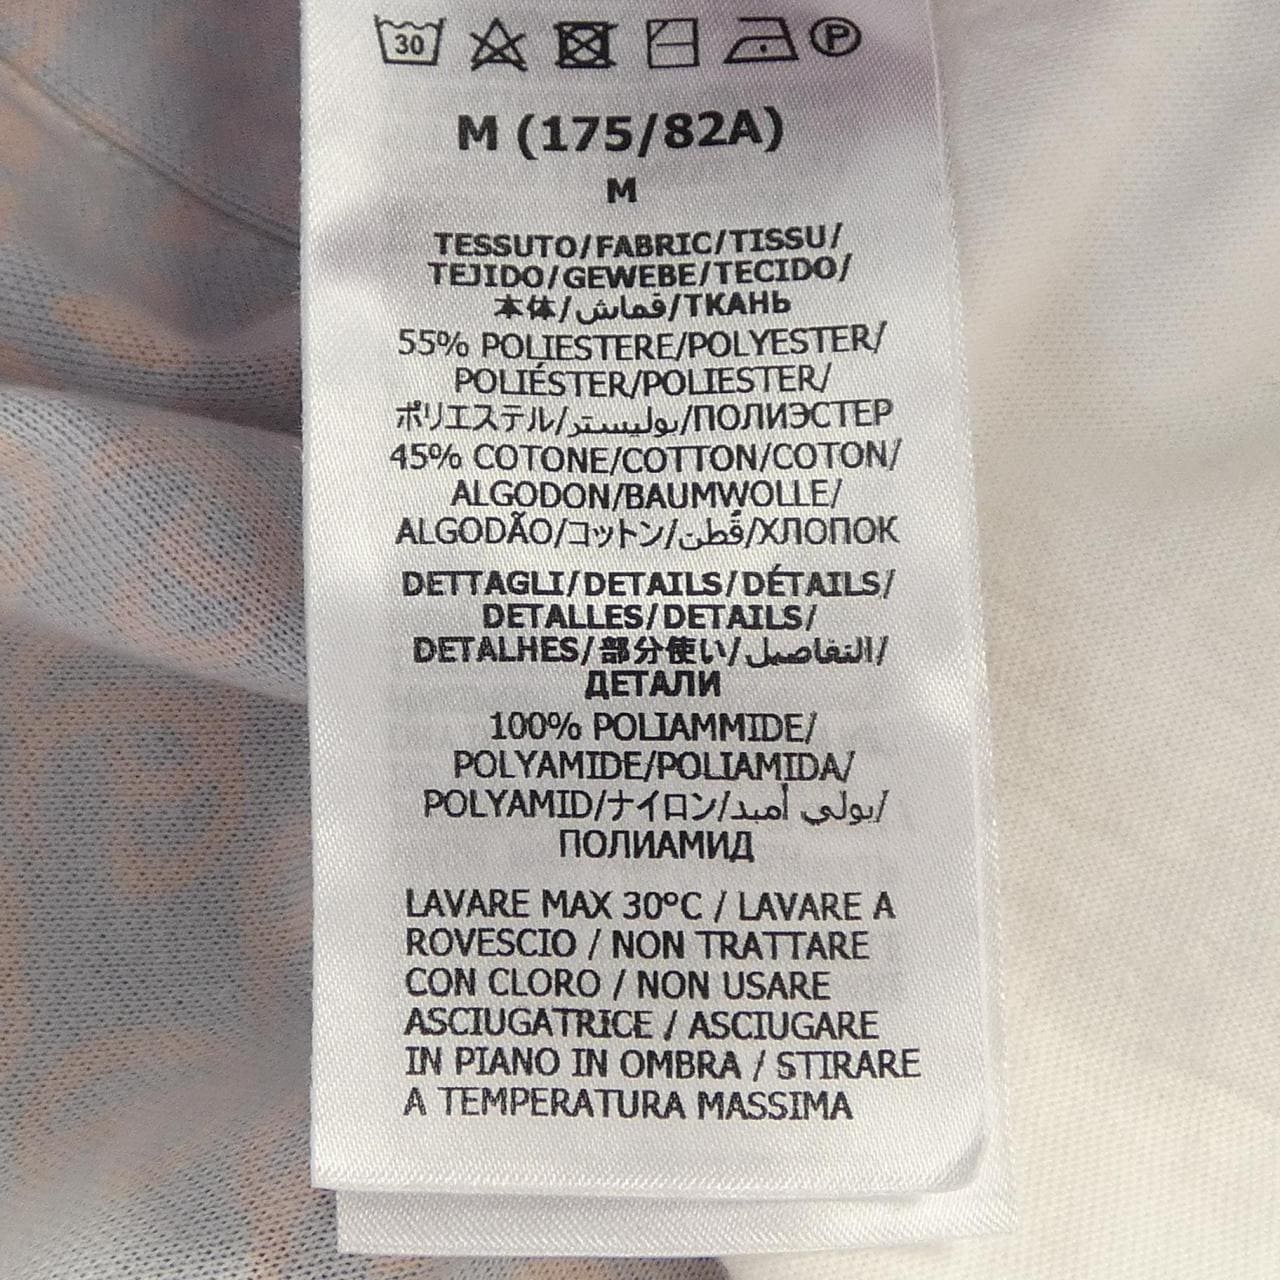 30 P
M (175/82A)
M
TESSUTO/FABRIC/TISSU/
TEJIDO/GEWEBE/TECIDO/
本体/قماش/ТКАНЬ
55% POLIESTERE/POLYESTER/
POLIÉSTER/POLIESTER/
ポリエステル/بوليستر/ПОЛИЭСТЕР
45% COTONE/COTTON/COTON/
ALGODON/BAUMWOLLE/
ALGODÃO/コットン/قُطن/ХЛОПОК
DETTAGLI/DETAILS/DÉTAILS/
DETALLES/DETAILS/
DETALHES/部分使い/التفاصيل/
ДЕТАЛИ
100% POLIAMMIDE/
POLYAMIDE/POLIAMIDA/
POLYAMID/ナイロン/بولي أميد/
ПОЛИАМИД
LAVARE MAX 30°C / LAVARE A
ROVESCIO / NON TRATTARE
CON CLORO / NON USARE
ASCIUGATRICE / ASCIUGARE
IN PIANO IN OMBRA / STIRARE
A TEMPERATURA MASSIMA